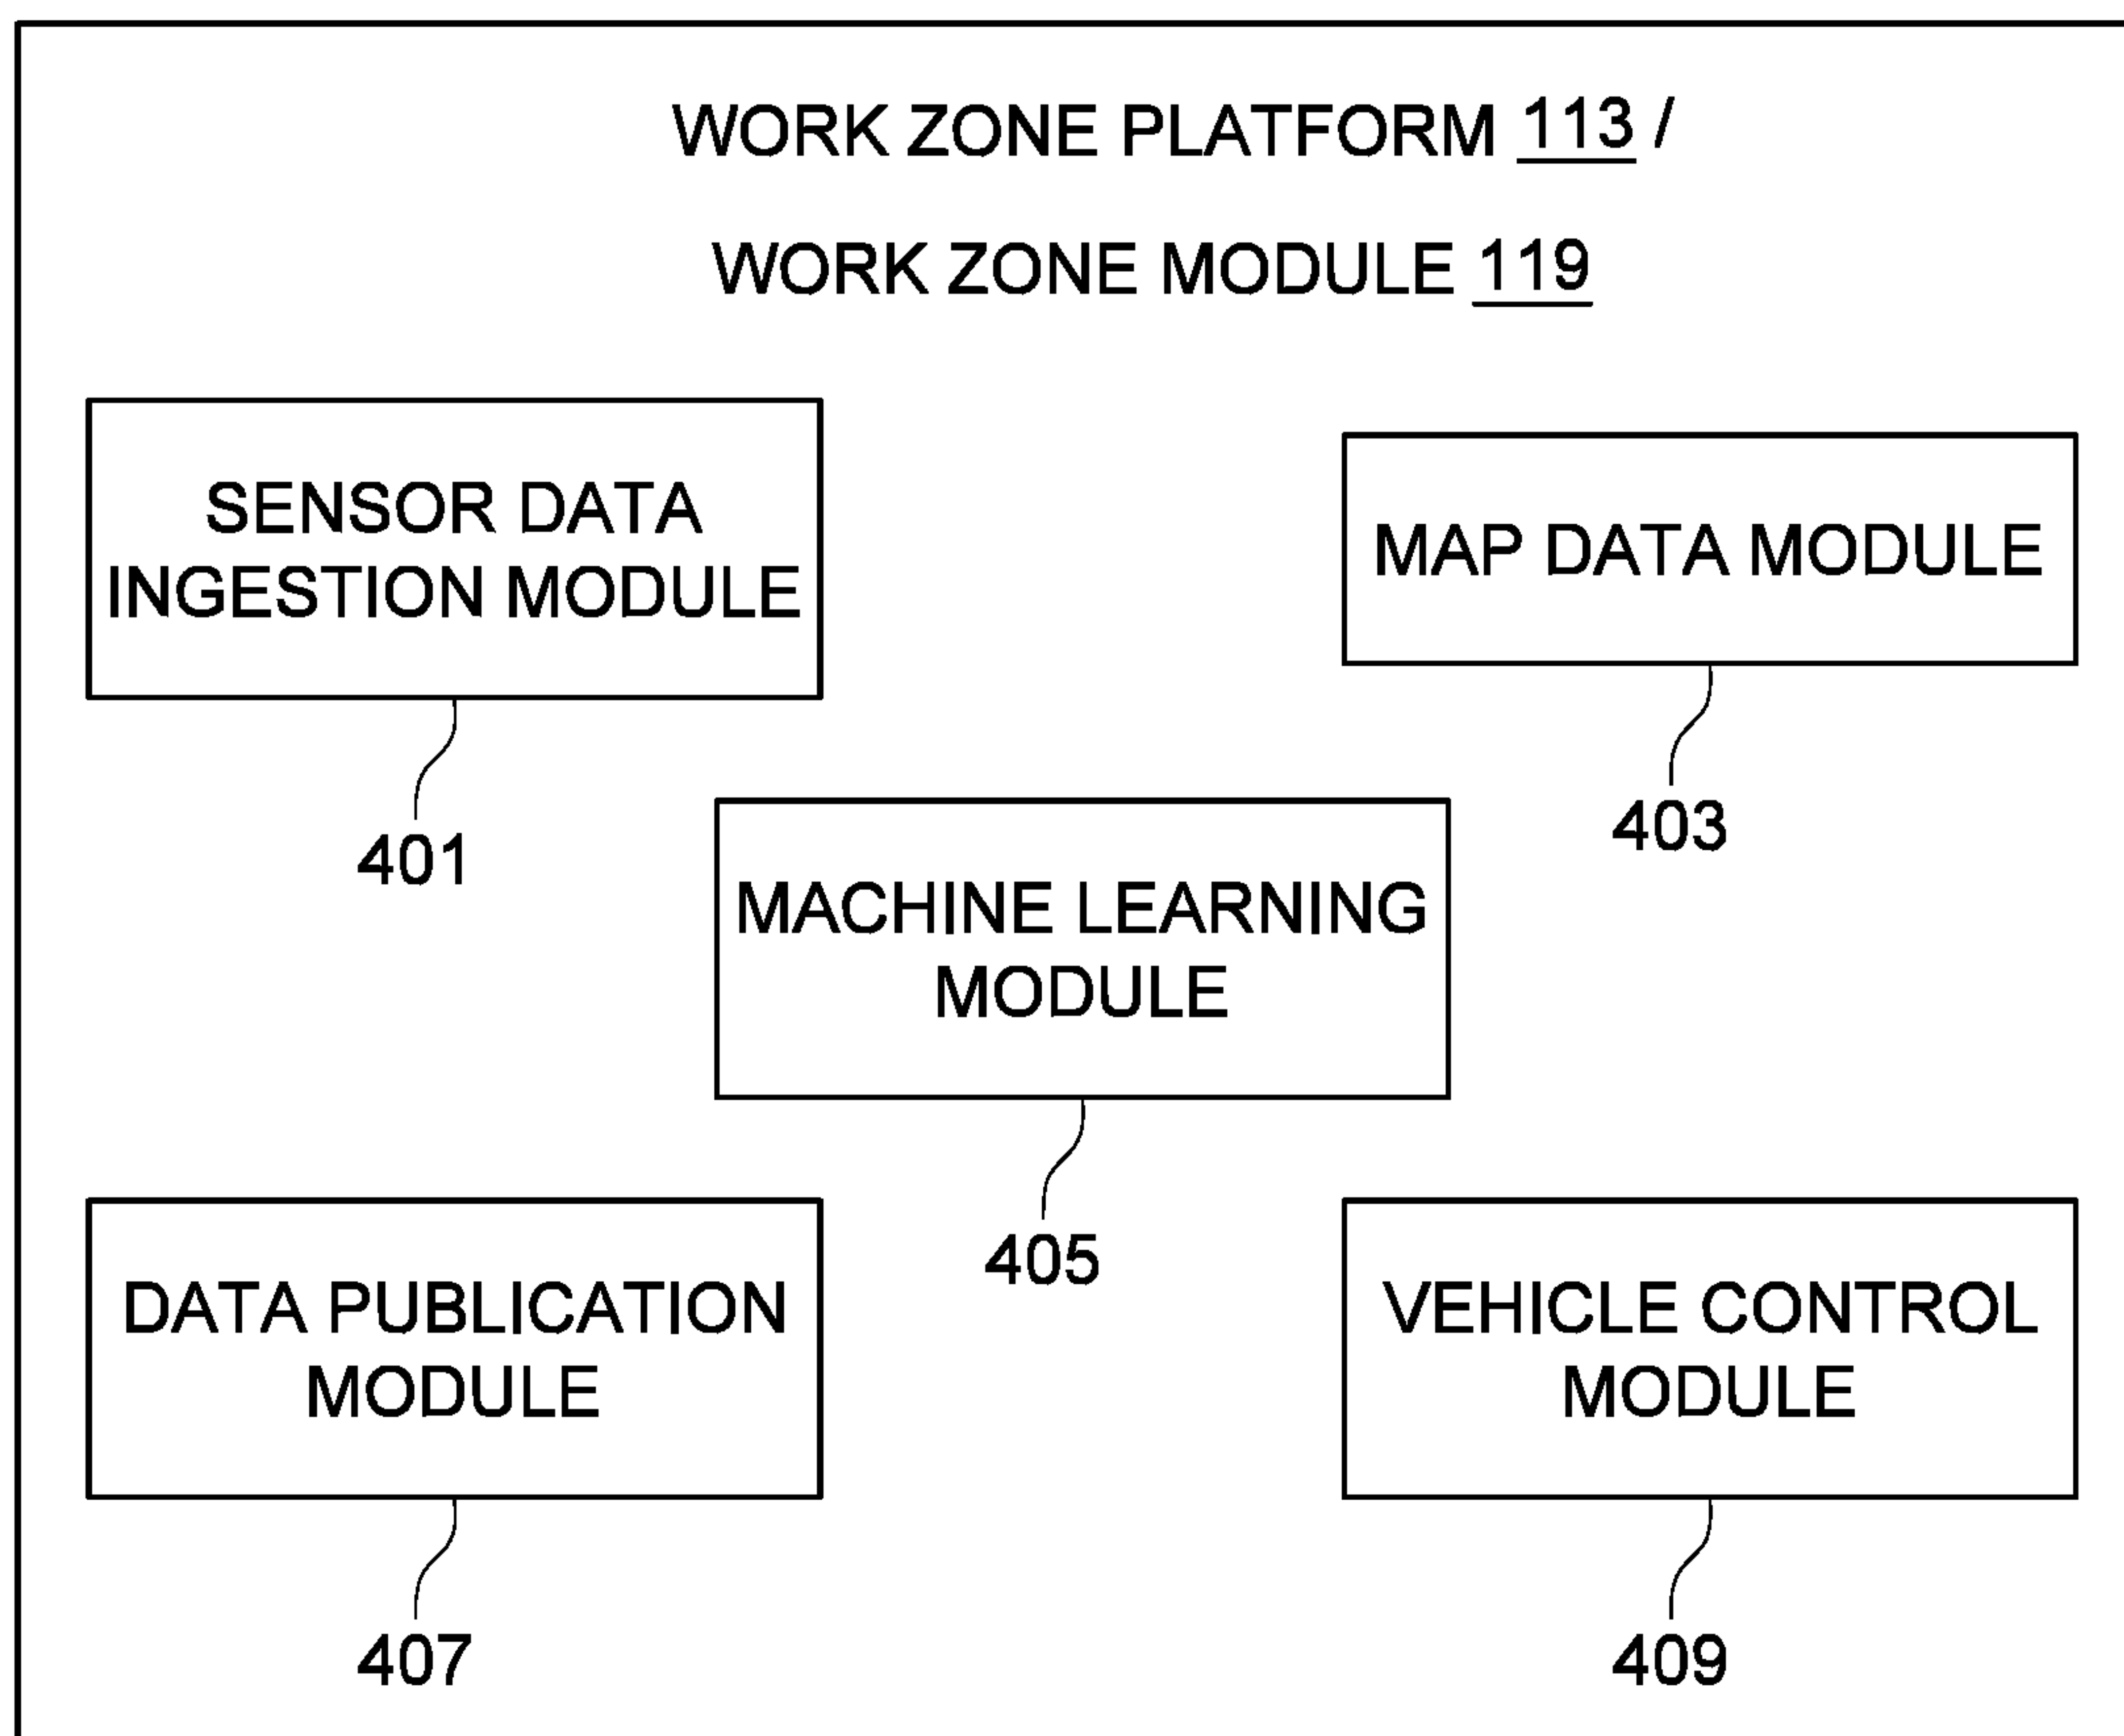 WORK ZONE PLATFORM 113 /
WORK ZONE MODULE 119
SENSOR DATA
INGESTION MODULE
401
MAP DATA MODULE
403
MACHINE LEARNING
MODULE
405
DATA PUBLICATION
MODULE
407
VEHICLE CONTROL
MODULE
409